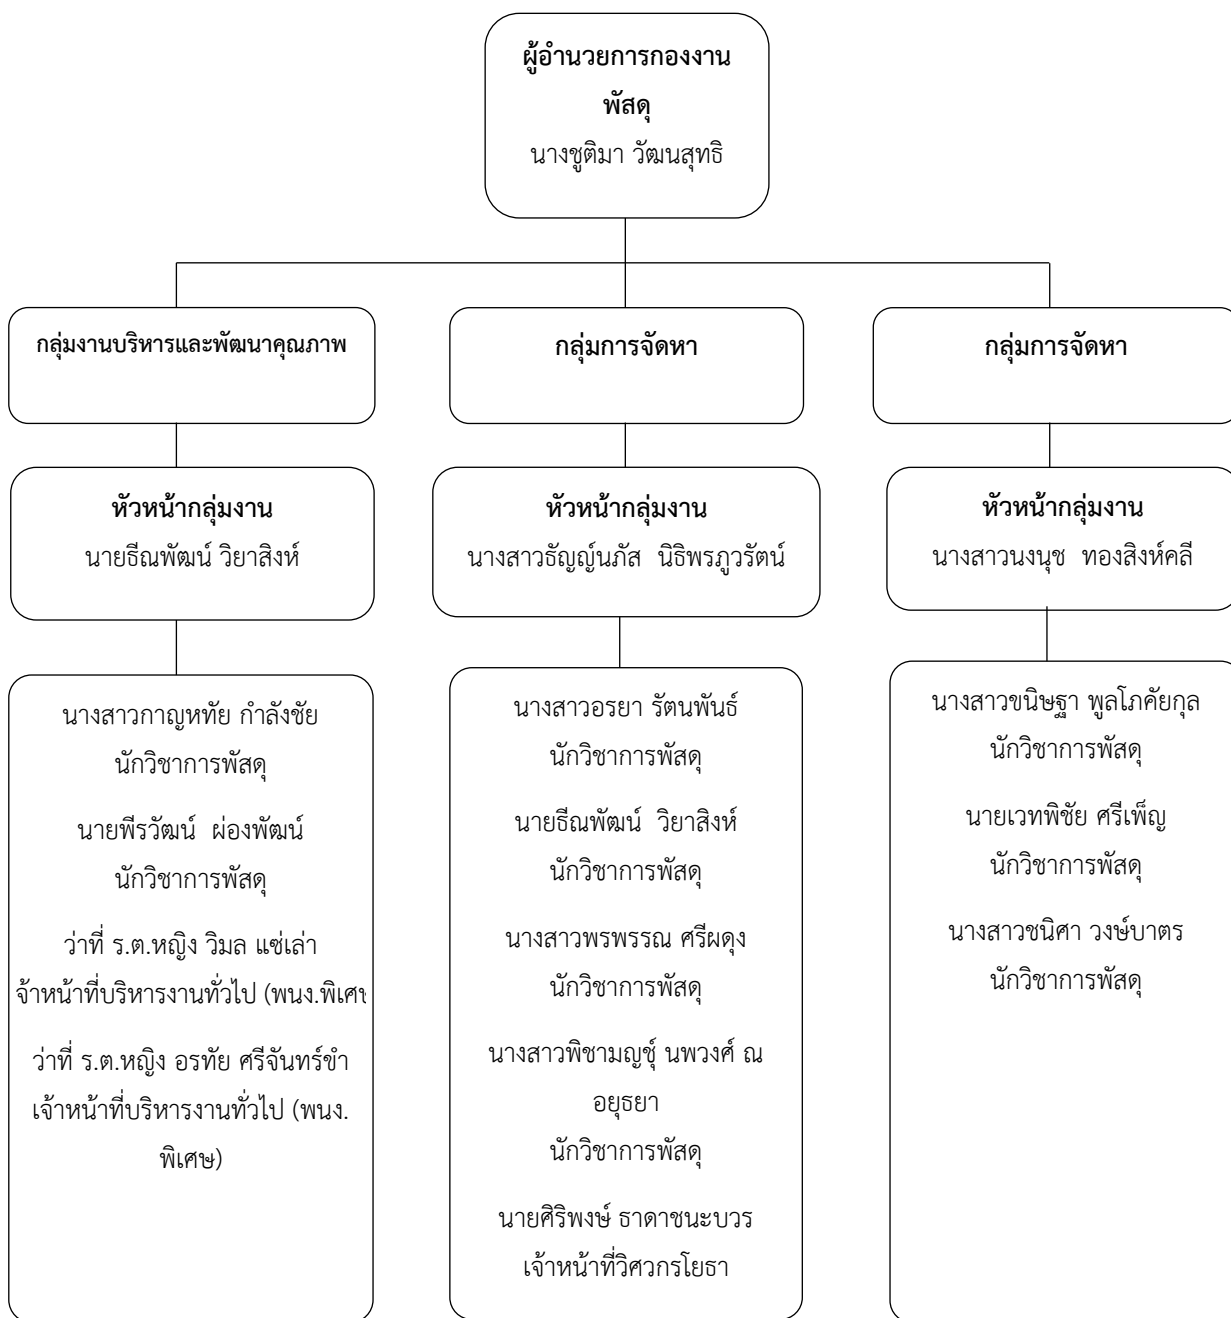 ผู้อำนวยการกองงาน
พัสดุ
นางชูติมา วัฒนสุทธิ
กลุ่มงานบริหารและพัฒนาคุณภาพ
หัวหน้ากลุ่มงาน
นายธีณพัฒน์ วิยาสิงห์
นางสาวกาญหทัย กำลังชัย
นักวิชาการพัสดุ
นายพีรวัฒน์ ผ่องพัฒน์
นักวิชาการพัสดุ
ว่าที่ ร.ต.หญิง วิมล แซ่เล่า
จ้าหน้าที่บริหารงานทั่วไป (พนง.พิเศษ
ว่าที่ ร.ต.หญิง อรทัย ศรีจันทร์ขำ
เจ้าหน้าที่บริหารงานทั่วไป (พนง.
พิเศษ)
กลุ่มการจัดหา
หัวหน้ากลุ่มงาน
นางสาวธัญญ์นภัส นิธิพรภูวรัตน์
นางสาวอรยา รัตนพันธ์
นักวิชาการพัสดุ
นายธีณพัฒน์ วิยาสิงห์
นักวิชาการพัสดุ
นางสาวพรพรรณ ศรีผดุง
นักวิชาการพัสดุ
นางสาวพิชามญชุ์ นพวงศ์ ณ
อยุธยา
นักวิชาการพัสดุ
นายศิริพงษ์ ธาดาชนะบวร
เจ้าหน้าที่วิศวกรโยธา
กลุ่มการจัดหา
หัวหน้ากลุ่มงาน
นางสาวนงนุช ทองสิงห์คลี
นางสาวขนิษฐา พูลโภคัยกุล
นักวิชาการพัสดุ
นายเวทพิชัย ศรีเพ็ญ
นักวิชาการพัสดุ
นางสาวชนิศา วงษ์บาตร
นักวิชาการพัสดุ